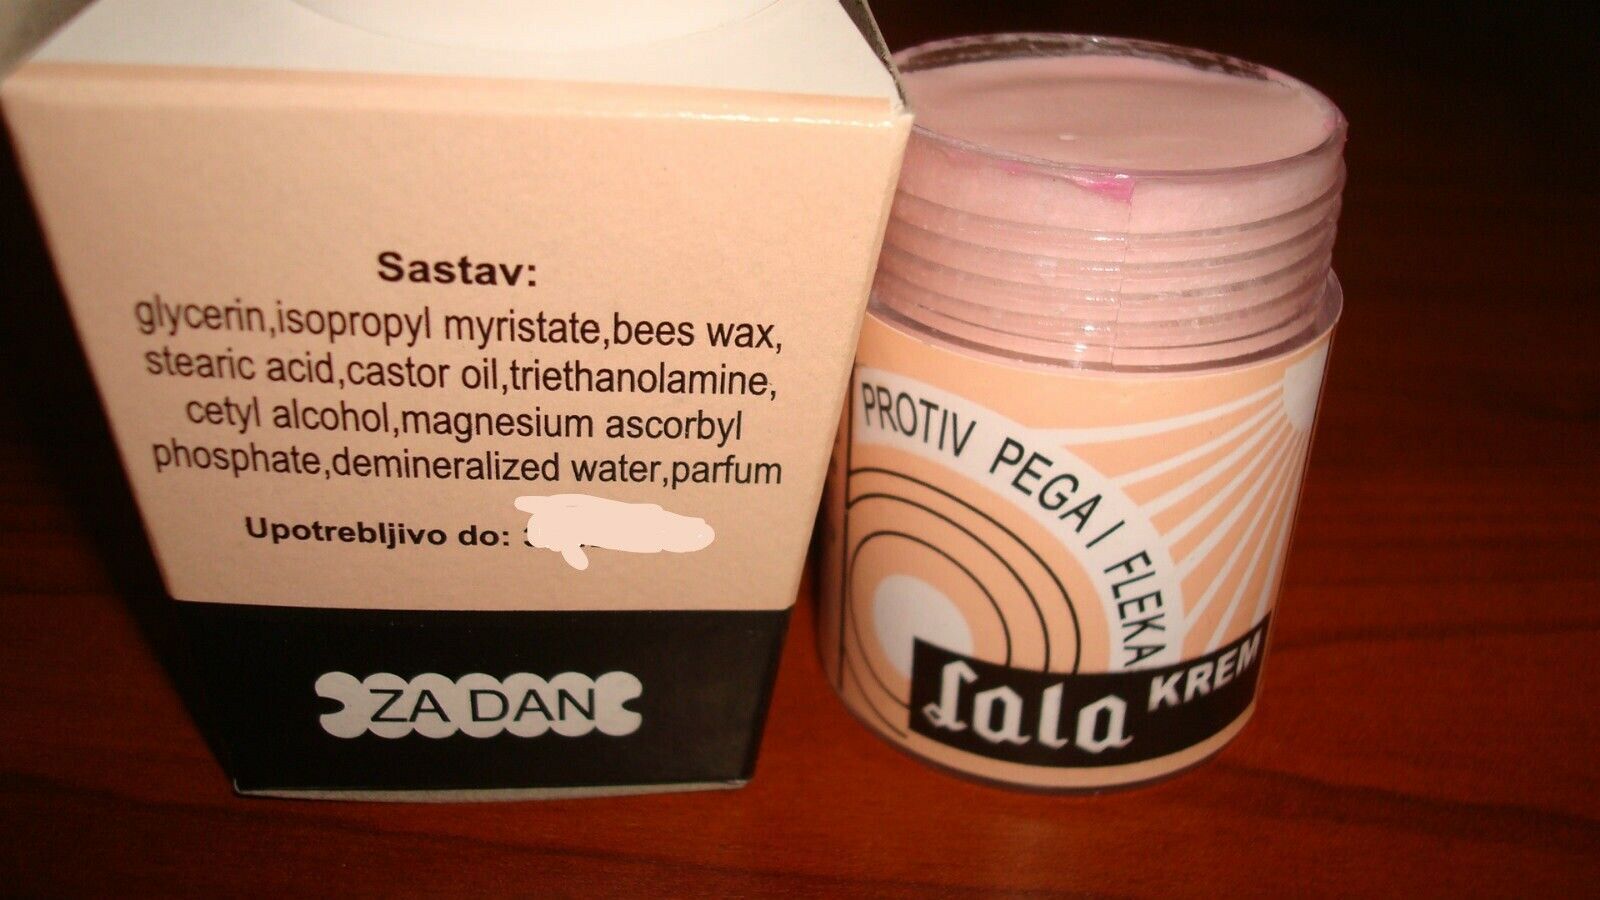 Sastav:
glycerin,isopropyl myristate,bees wax,
stearic acid,castor oil,triethanolamine,
cetyl alcohol,magnesium ascorbyl
phosphate,demineralized water,parfum
Upotrebljivo do:
ZA DAN
PROTIV PEGA I FLEKA
Lala KREM